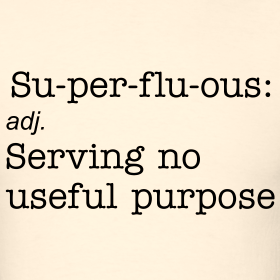 Su-per-flu-ous:
adj.
Serving no
useful purpose